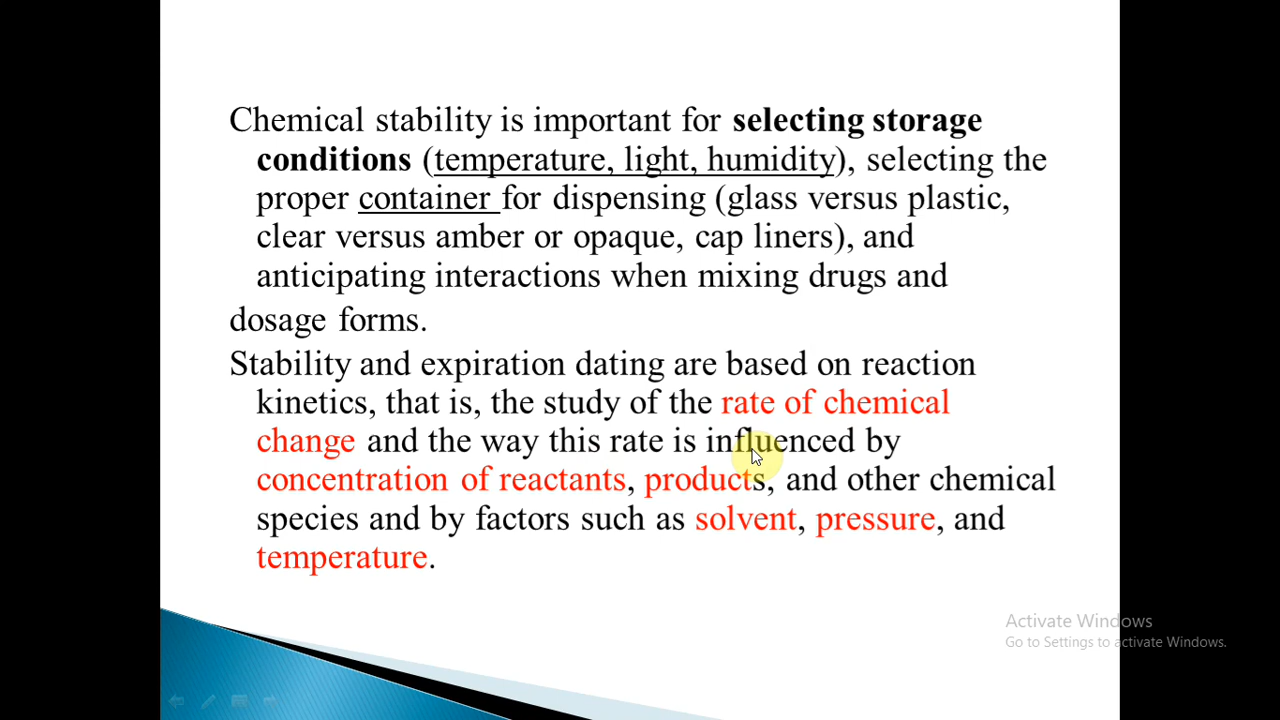 Chemical stability is important for selecting storage
conditions (temperature, light, humidity), selecting the
proper container for dispensing (glass versus plastic,
clear versus amber or opaque, cap liners), and
anticipating interactions when mixing drugs and
dosage forms.
Stability and expiration dating are based on reaction
kinetics, that is, the study of the rate of chemical
change and the way this rate is influenced by
concentration of reactants, products, and other chemical
species and by factors such as solvent, pressure, and
temperature.
Activate Windows
Go to Settings to activate Windows.